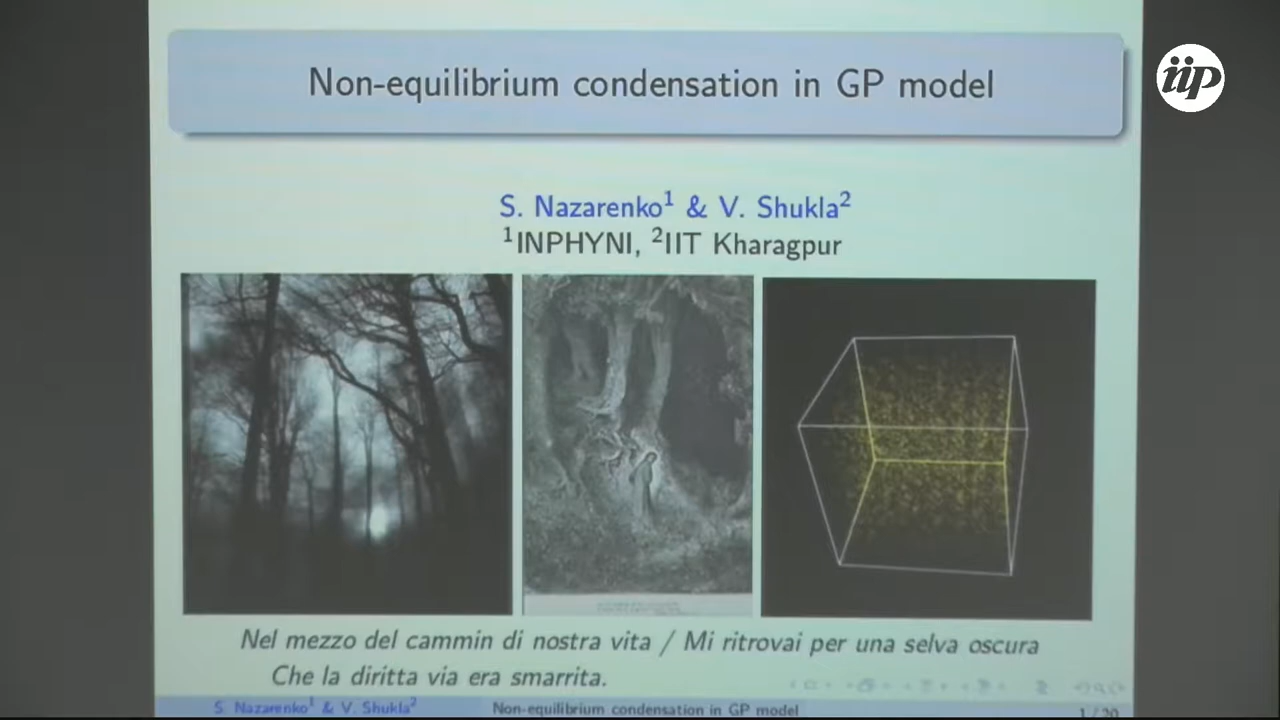 Non-equilibrium condensation in GP model
iip
S. Nazarenko¹ & V. Shukla²
¹INPHYNI, ²IIT Kharagpur
Nel mezzo del cammin di nostra vita / Mi ritrovai per una selva oscura
Che la diritta via era smarrita.
S. Nazarenko¹ & V. Shukla²
Non-equilibrium condensation in GP model
1 / 20